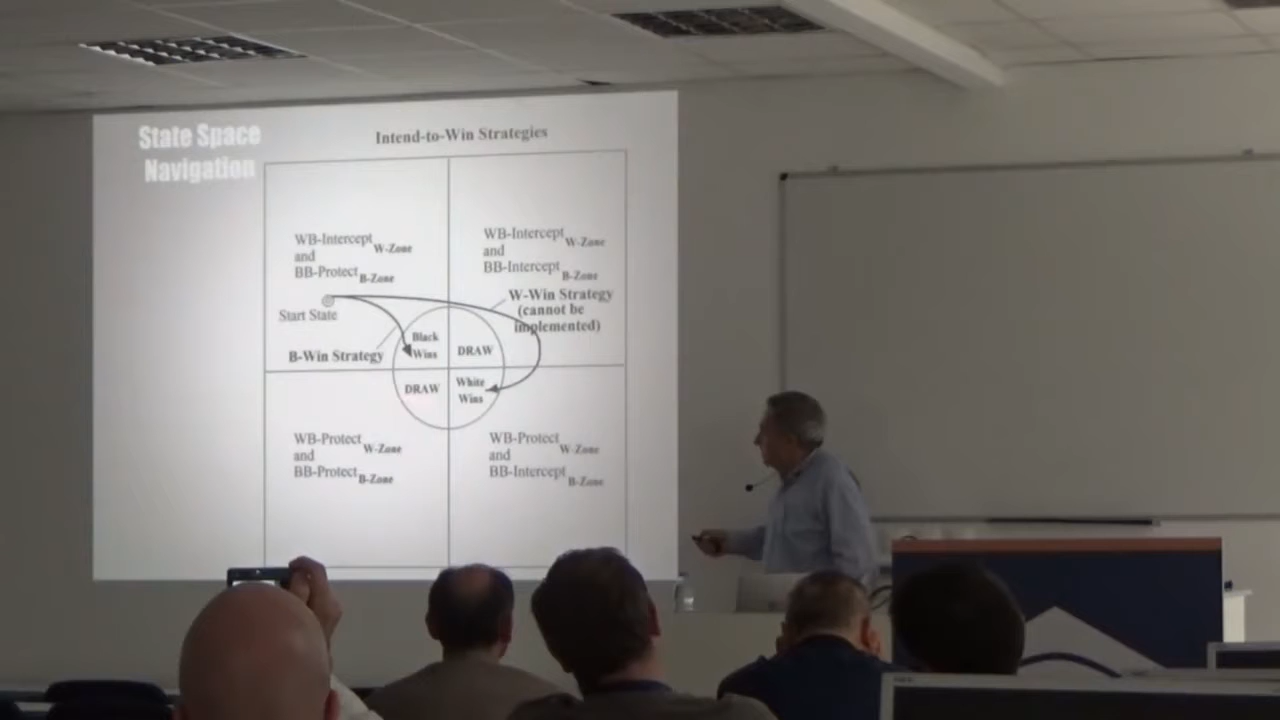 State Space
Navigation
Intend-to-Win Strategies
WB-Intercept W-Zone
and
BB-Protect B-Zone
WB-Intercept W-Zone
and
BB-Intercept B-Zone
Start State
W-Win Strategy
(cannot be
implemented)
B-Win Strategy
Black
Wins
DRAW
DRAW
White
Wins
WB-Protect W-Zone
and
BB-Protect B-Zone
WB-Protect W-Zone
and
BB-Intercept B-Zone